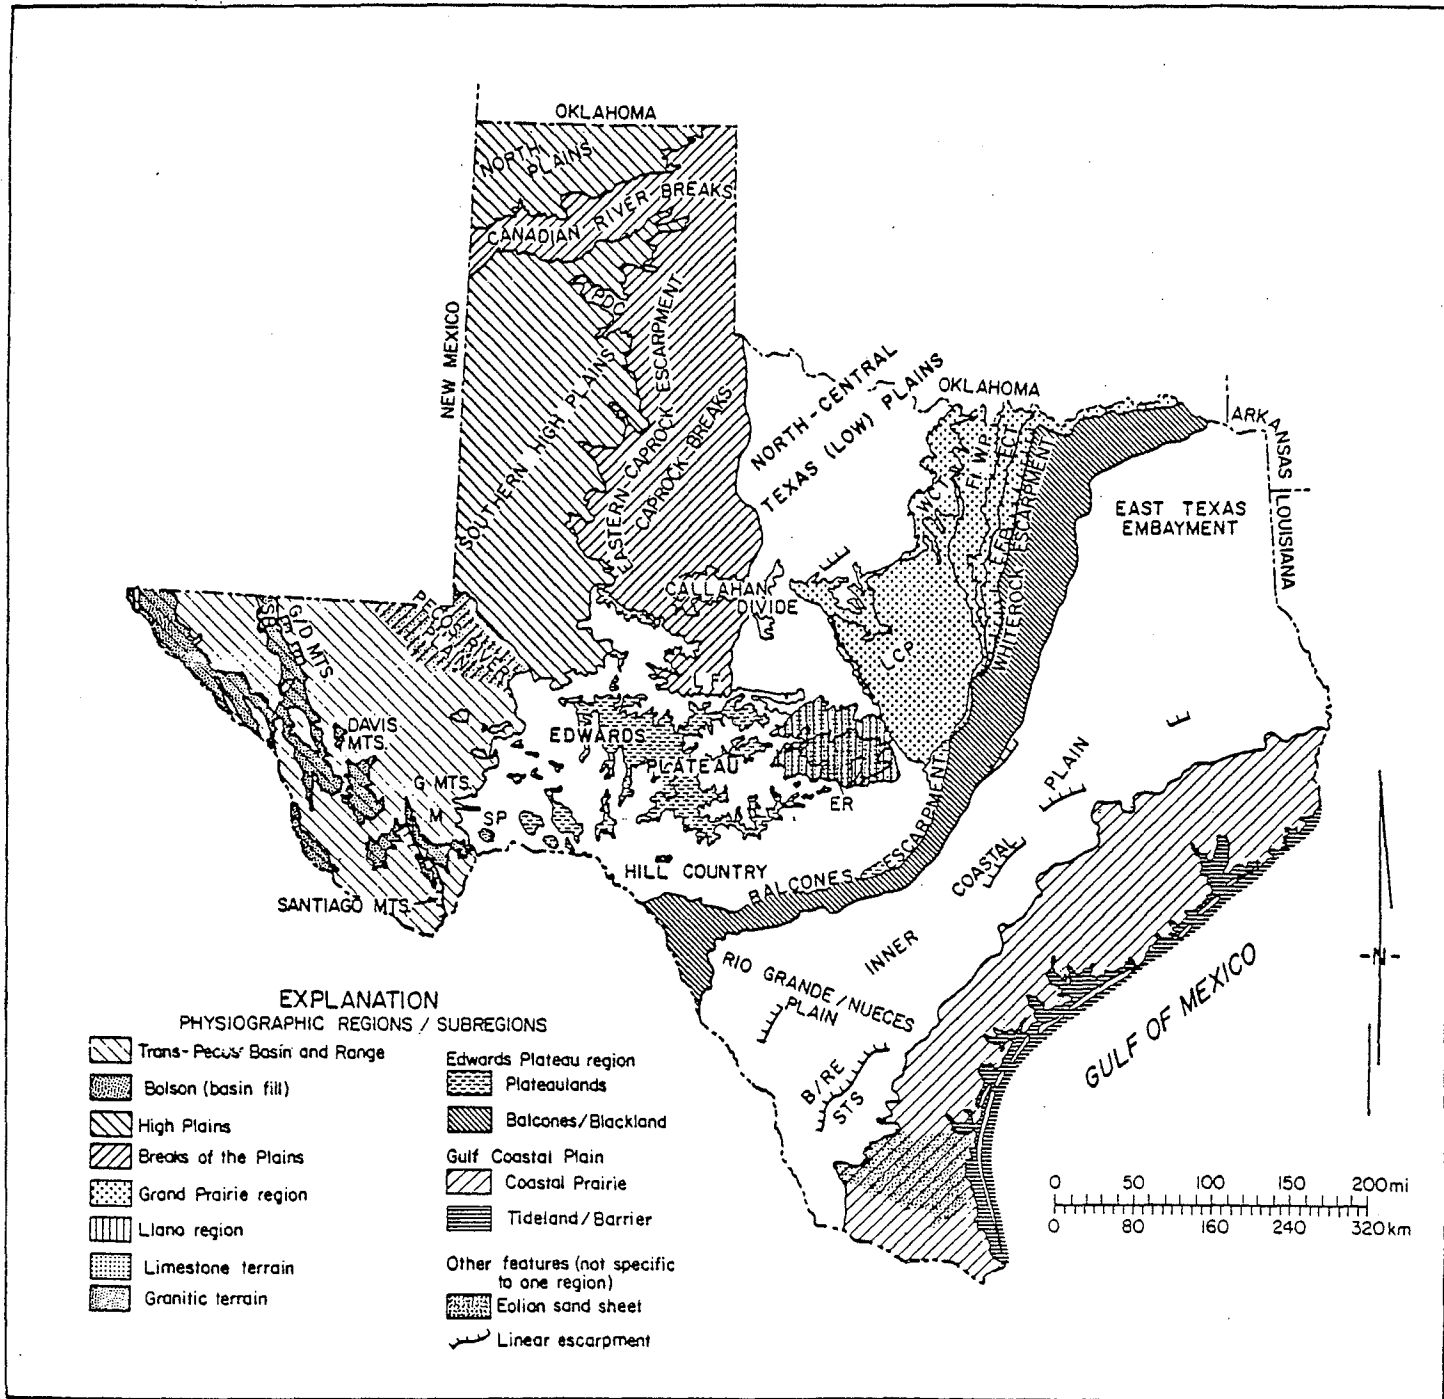 OKLAHOMA
NORTH
PLAINS
CANADIAN RIVER BREAKS
PDC
NEW MEXICO
SOUTHERN HIGH PLAINS
EASTERN-CAPROCK ESCARPMENT
CAPROCK-BREAKS
NORTH-CENTRAL
TEXAS (LOW) PLAINS
OKLAHOMA
ARKANSAS
LOUISIANA
WCT
FI WP
ECT
WHITEROCK ESCARPMENT
EAST TEXAS
EMBAYMENT
CALLAHAN
DIVIDE
LCP
PECOS RIVER
PLAIN
SB
G/D MTS
DAVIS
MTS.
G MTS.
M
SP
SANTIAGO MTS.
EDWARDS
PLATEAU
ER
HILL COUNTRY
BALCONES ESCARPMENT
INNER
COASTAL
PLAIN
RIO GRANDE/NUECES
PLAIN
B/RE
STS
GULF OF MEXICO
-N-
EXPLANATION
PHYSIOGRAPHIC REGIONS / SUBREGIONS
Trans-Pecos Basin and Range
Bolson (basin fill)
High Plains
Breaks of the Plains
Grand Prairie region
Llano region
Limestone terrain
Granitic terrain
Edwards Plateau region
Plateaulands
Balcones/Blackland
Gulf Coastal Plain
Coastal Prairie
Tideland/Barrier
Other features (not specific
to one region)
Eolian sand sheet
Linear escarpment
0 50 100 150 200mi
0 80 160 240 320km